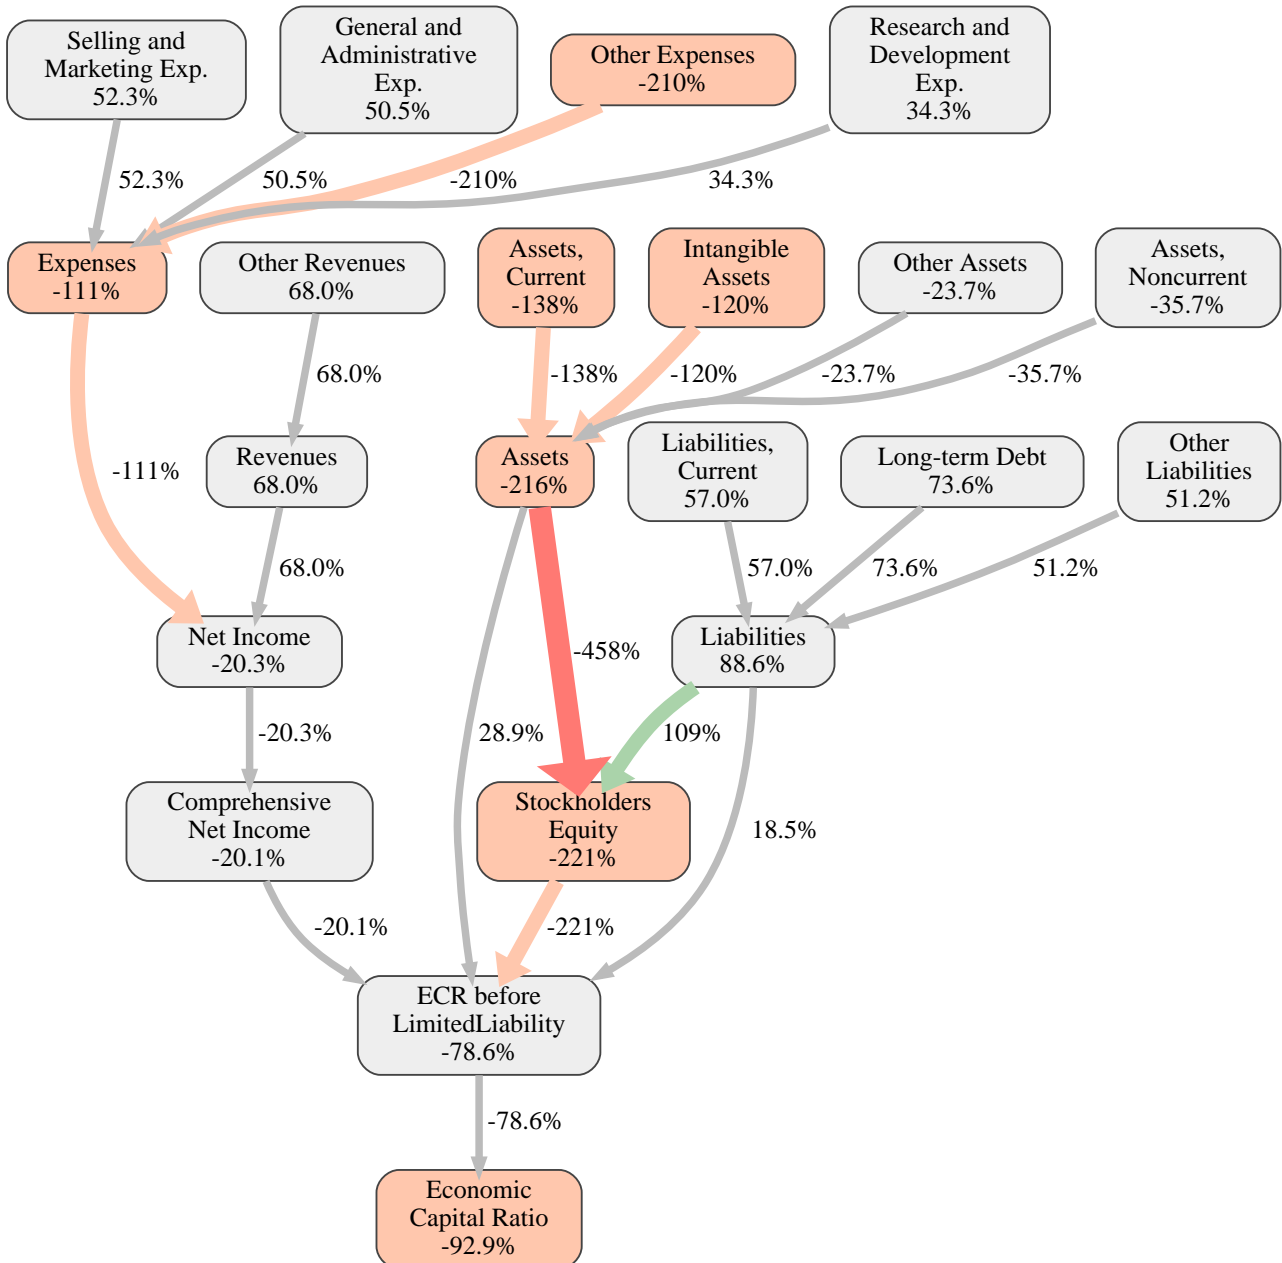 Selling and
Marketing Exp.
52.3%
General and
Administrative
Exp.
50.5%
Other Expenses
-210%
Research and
Development
Exp.
34.3%
52.3%
50.5%
-210%
34.3%
Expenses
-111%
Other Revenues
68.0%
Assets,
Current
-138%
Intangible
Assets
-120%
Other Assets
-23.7%
Assets,
Noncurrent
-35.7%
68.0%
-138%
-120%
-23.7%
-35.7%
-111%
Revenues
68.0%
Assets
-216%
Liabilities,
Current
57.0%
Long-term Debt
73.6%
Other
Liabilities
51.2%
68.0%
57.0%
73.6%
51.2%
Net Income
-20.3%
-458%
Liabilities
88.6%
-20.3%
28.9%
109%
Comprehensive
Net Income
-20.1%
Stockholders
Equity
-221%
18.5%
-20.1%
-221%
ECR before
LimitedLiability
-78.6%
-78.6%
Economic
Capital Ratio
-92.9%